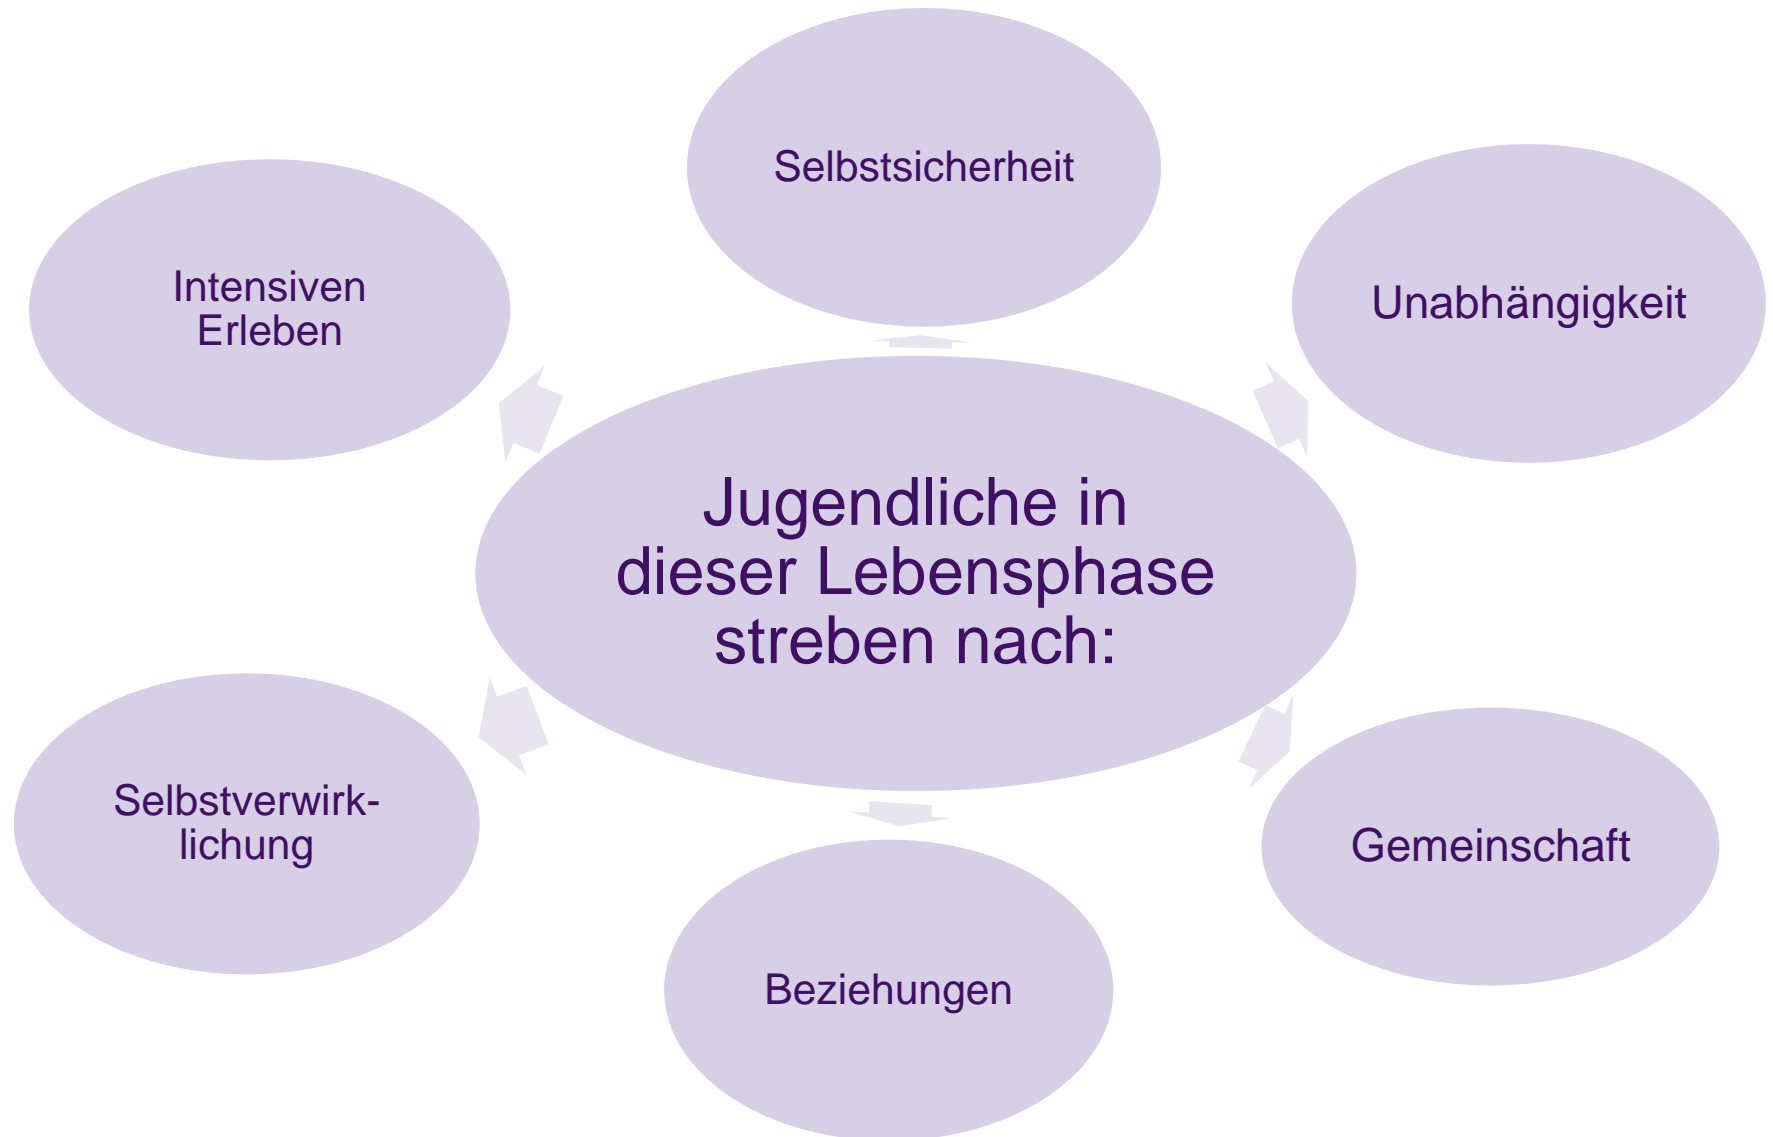 Selbstsicherheit
Intensiven
Erleben
Unabhängigkeit
Jugendliche in
dieser Lebensphase
streben nach:
Selbstverwirk-
lichung
Gemeinschaft
Beziehungen